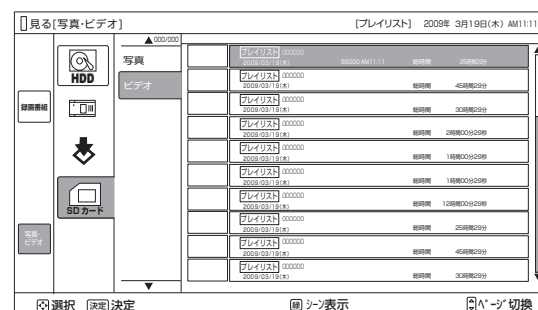 見る[写真・ビデオ]
[プレイリスト] 2009年 3月19日(木) AM11:11
▲000/000
HDD
録画番組
SDカード
写真・ビデオ
写真
ビデオ
プレイリスト 000000
2009/03/19(木) BS000 AM11:11 総時間 25時間29分
プレイリスト 000000
2009/03/19(木) 総時間 45時間29分
プレイリスト 000000
2009/03/19(木) 総時間 30時間29分
プレイリスト 000000
2009/03/19(木) 総時間 2時間00分29秒
プレイリスト 000000
2009/03/19(木) 総時間 1時間00分29秒
プレイリスト 000000
2009/03/19(木) 総時間 1時間00分29秒
プレイリスト 000000
2009/03/19(木) 総時間 12時間00分29秒
プレイリスト 000000
2009/03/19(木) 総時間 25時間29分
プレイリスト 000000
2009/03/19(木) 総時間 45時間29分
プレイリスト 000000
2009/03/19(木) 総時間 30時間29分
▼
選択 決定 決定 緑 シーン表示 ページ切換